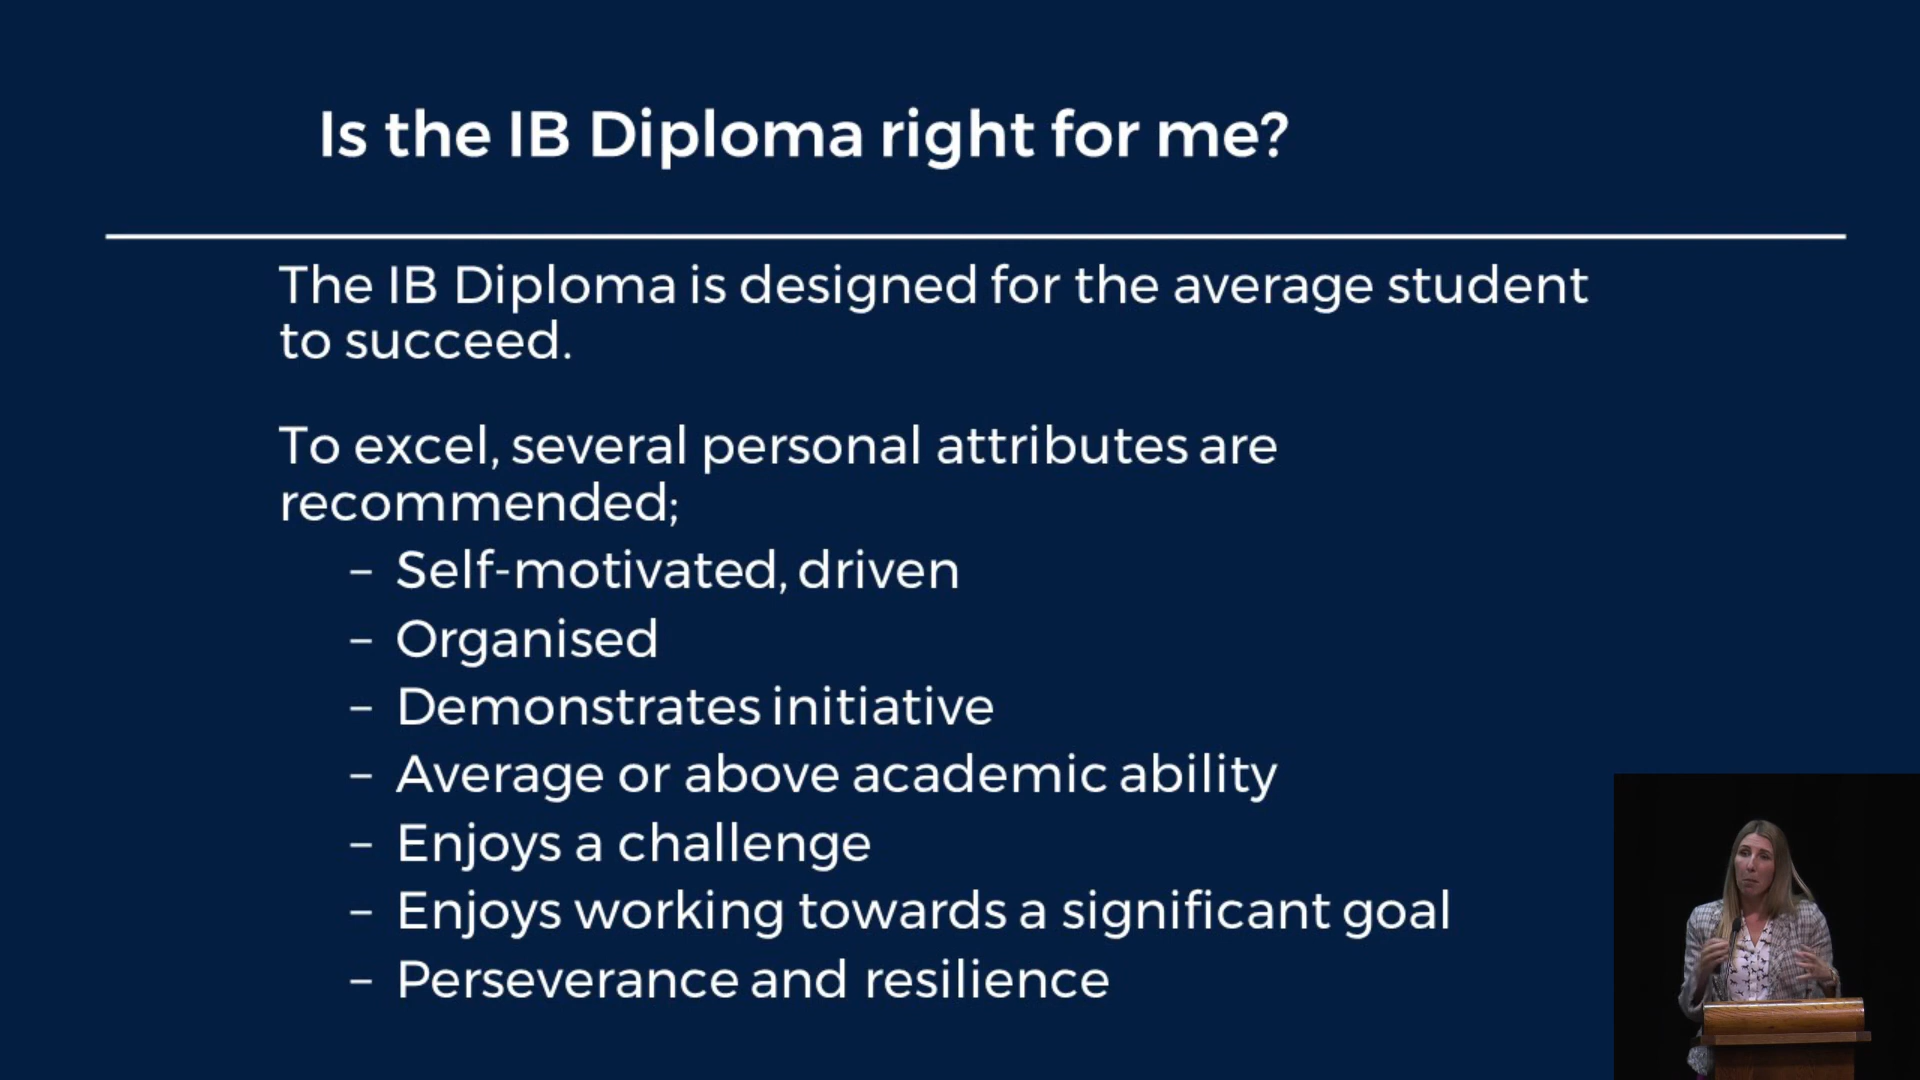 Is the IB Diploma right for me?
The IB Diploma is designed for the average student
to succeed.
To excel, several personal attributes are
recommended;
– Self-motivated, driven
– Organised
– Demonstrates initiative
– Average or above academic ability
– Enjoys a challenge
– Enjoys working towards a significant goal
– Perseverance and resilience